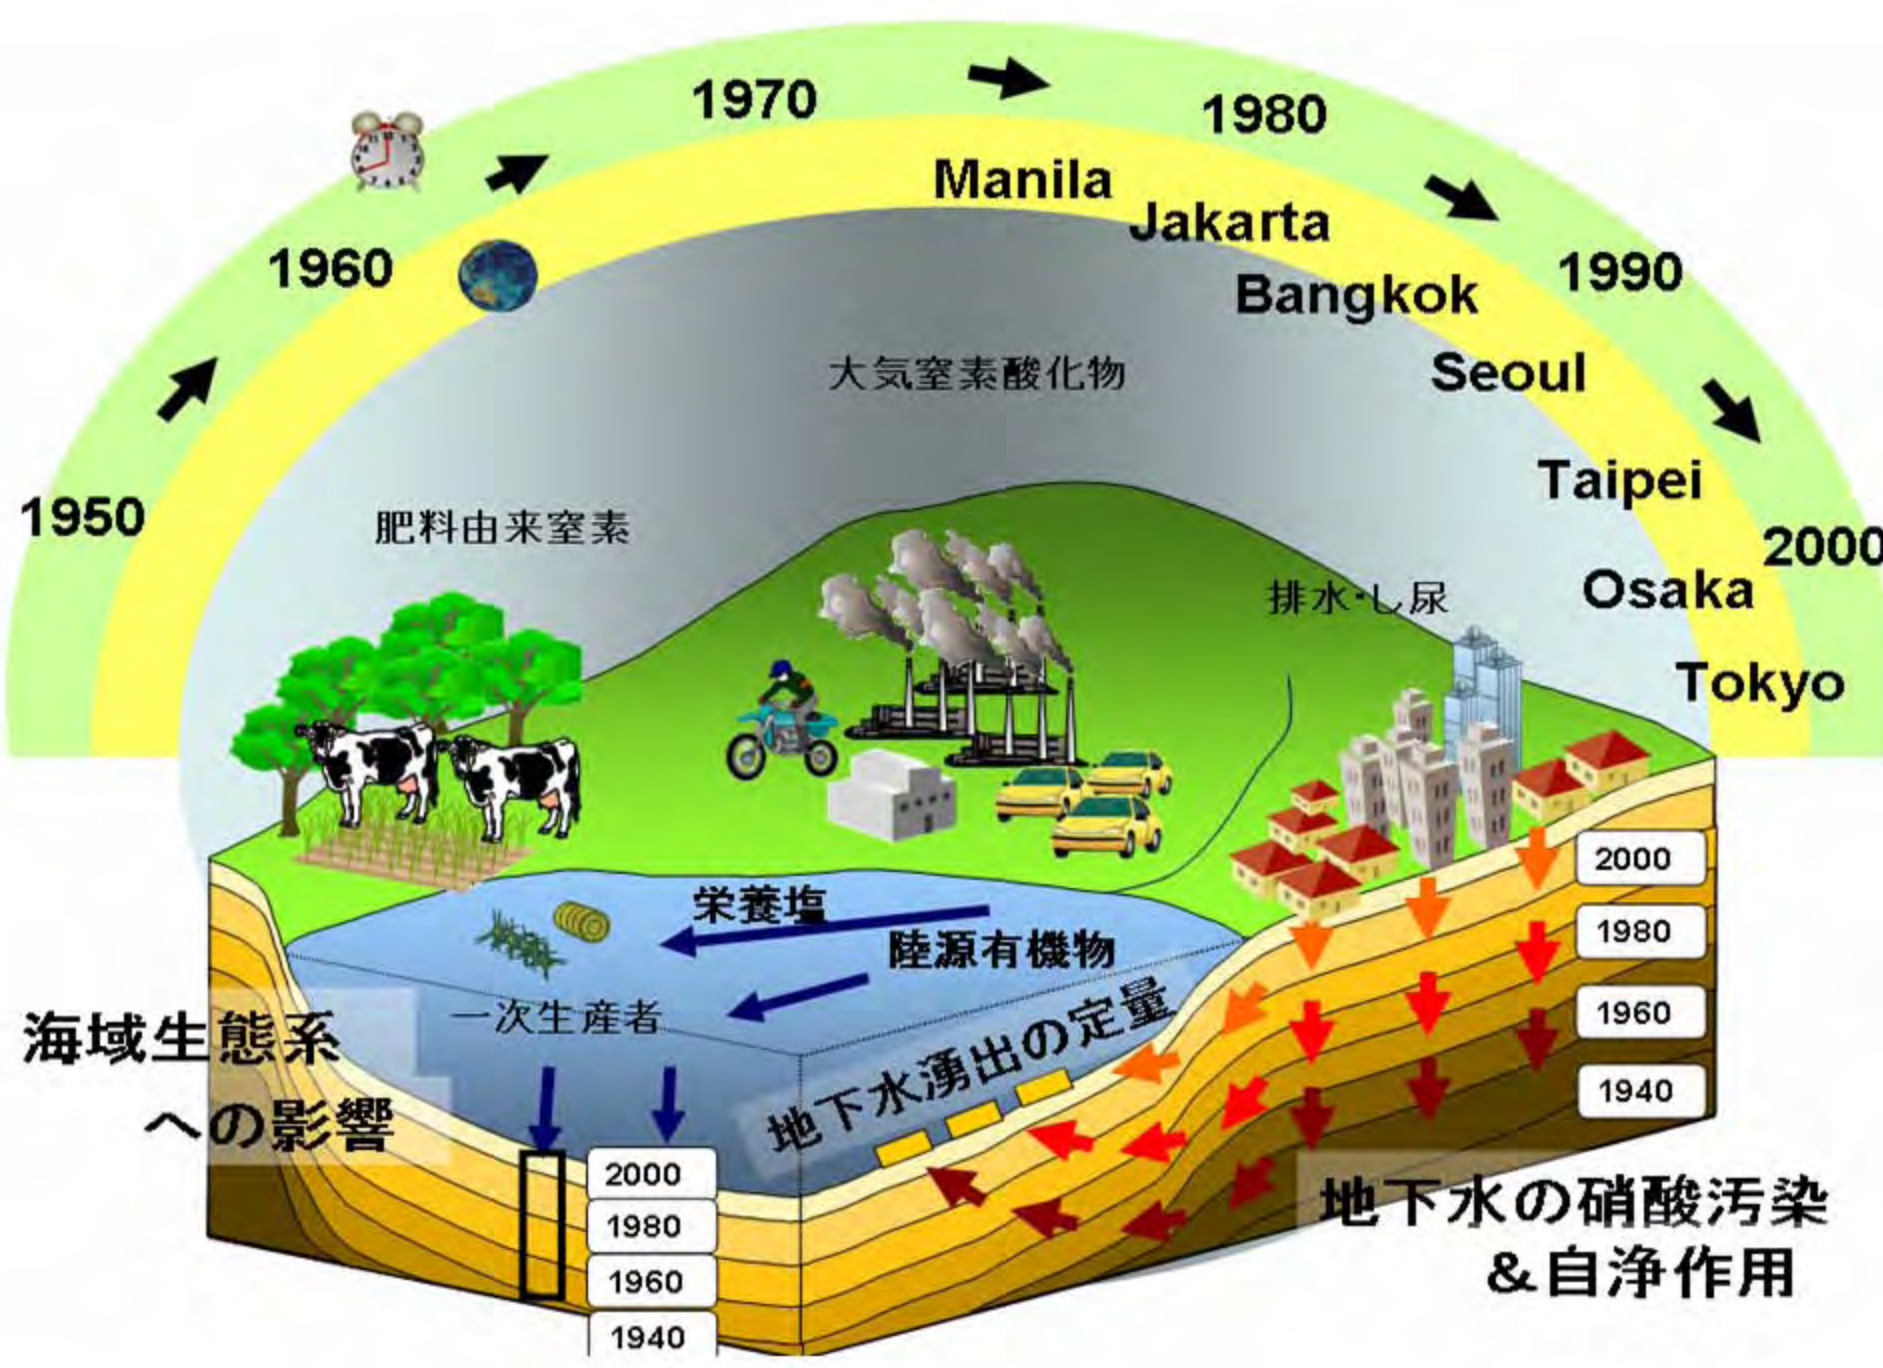 1950
1960
1970
1980
1990
2000
Manila
Jakarta
Bangkok
Seoul
Taipei
Osaka
Tokyo
大気窒素酸化物
肥料由来窒素
排水・し尿
栄養塩
陸源有機物
一次生産者
地下水湧出の定量
海域生態系
への影響
2000
1980
1960
1940
2000
1980
1960
1940
地下水の硝酸汚染
&自浄作用